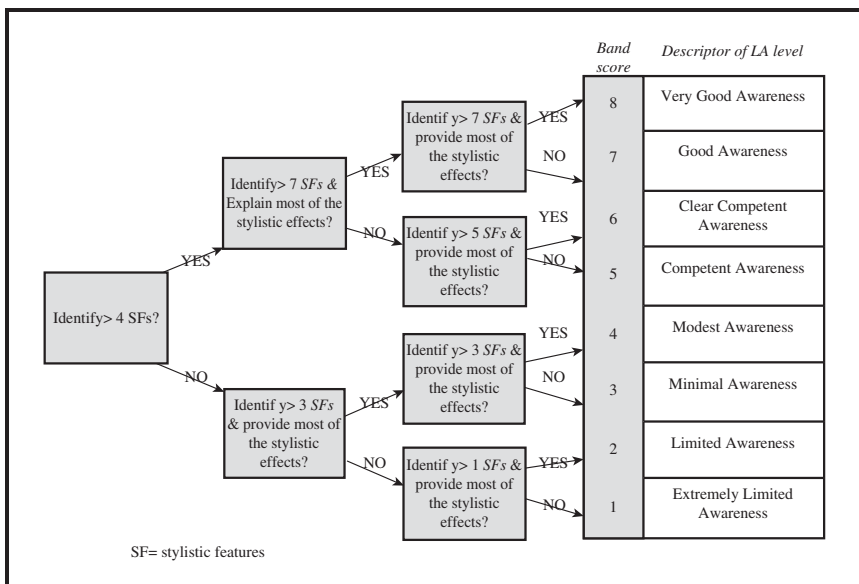 Band
score
Descriptor of LA level
Identify> 4 SFs?
YES
NO
Identify> 7 SFs &
Explain most of the
stylistic effects?
YES
NO
Identif y> 3 SFs
& provide most of
the stylistic
effects?
YES
NO
Identif y> 7 SFs &
provide most of
the stylistic
effects?
YES
NO
Identif y> 5 SFs &
provide most of
the stylistic
effects?
YES
NO
Identif y> 3 SFs &
provide most of
the stylistic
effects?
YES
NO
Identif y> 1 SFs &
provide most of
the stylistic
effects?
YES
NO
8
Very Good Awareness
7
Good Awareness
6
Clear Competent
Awareness
5
Competent Awareness
4
Modest Awareness
3
Minimal Awareness
2
Limited Awareness
1
Extremely Limited
Awareness
SF= stylistic features